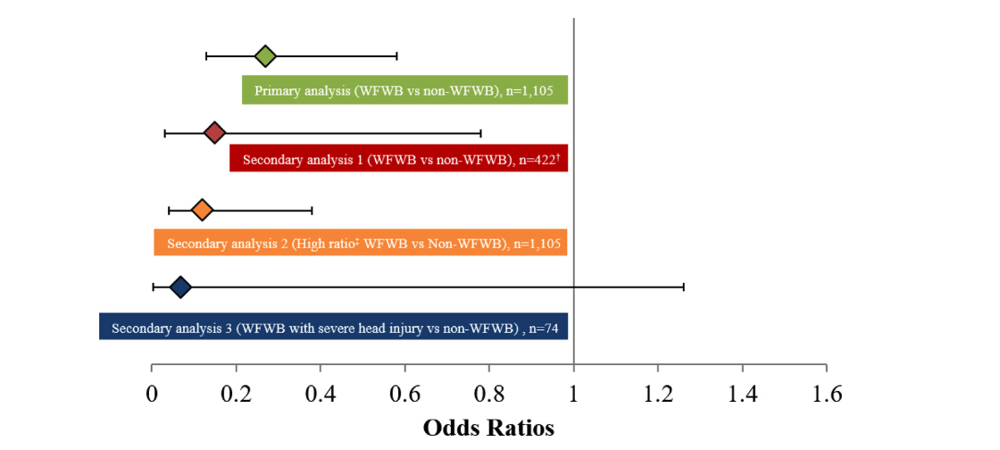 Primary analysis (WFWB vs non-WFWB), n=1,105
Secondary analysis 1 (WFWB vs non-WFWB), n=422†
Secondary analysis 2 (High ratio‡ WFWB vs Non-WFWB), n=1,105
Secondary analysis 3 (WFWB with severe head injury vs non-WFWB) , n=74
0 0.2 0.4 0.6 0.8 1 1.2 1.4 1.6
Odds Ratios